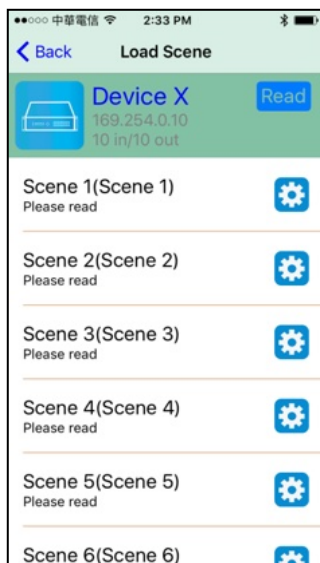 中華電信 2:33 PM
Back Load Scene
Device X Read
169.254.0.10
10 in/10 out
Scene 1(Scene 1)
Please read
Scene 2(Scene 2)
Please read
Scene 3(Scene 3)
Please read
Scene 4(Scene 4)
Please read
Scene 5(Scene 5)
Please read
Scene 6(Scene 6)